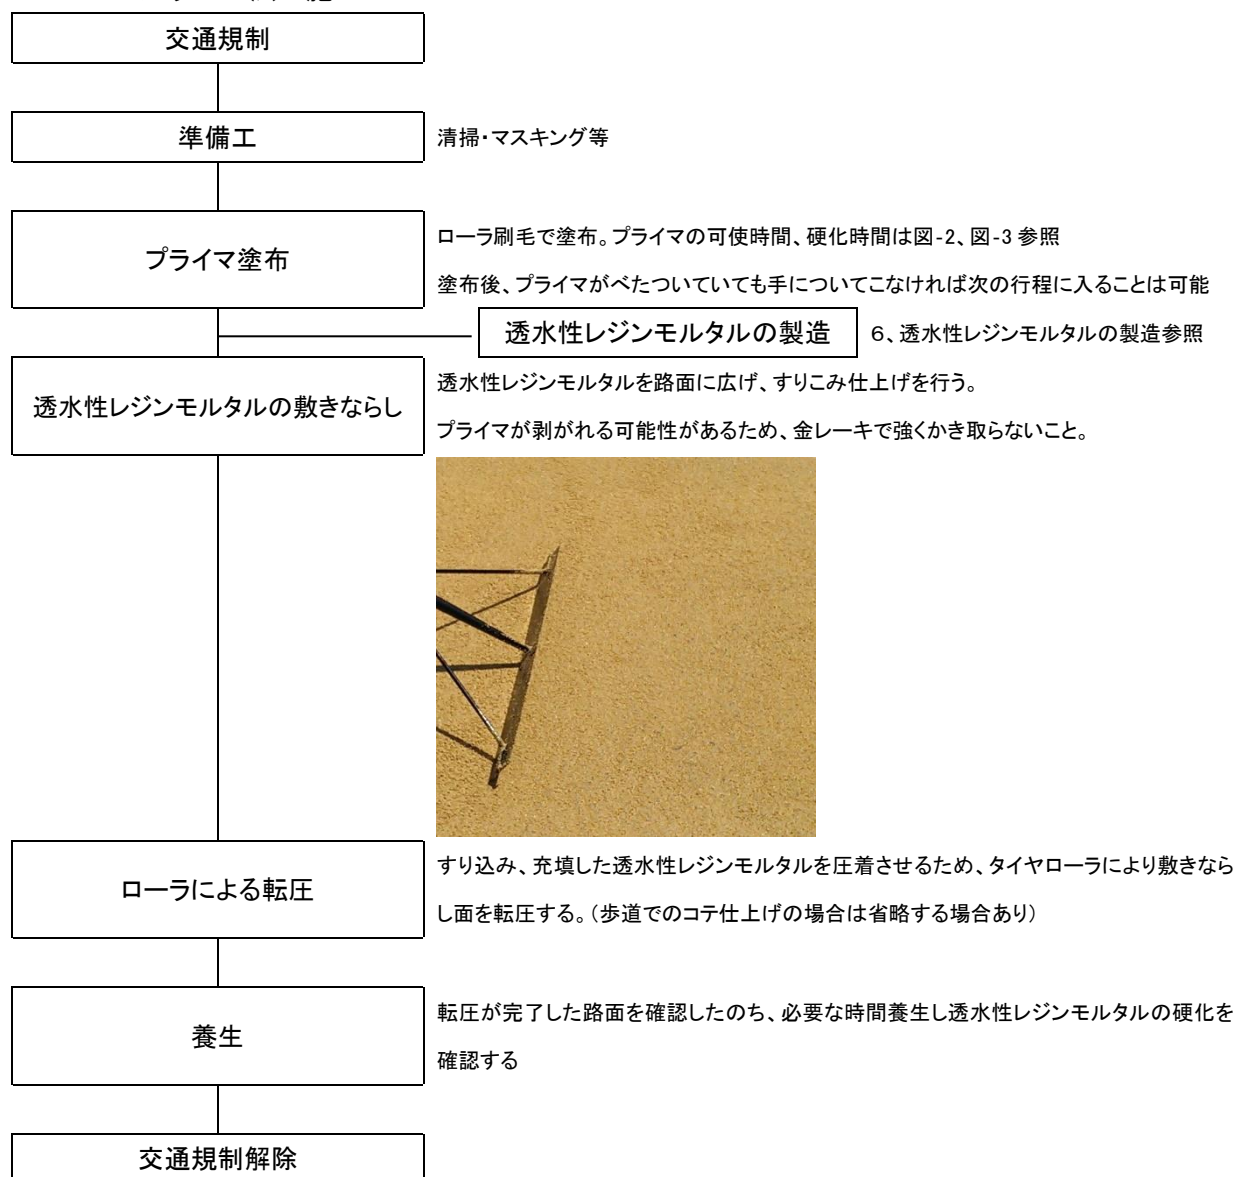 交通規制
準備工
清掃・マスキング等
プライマ塗布
ローラ刷毛で塗布。プライマの可使時間、硬化時間は図-2、図-3 参照
塗布後、プライマがべたついていても手についてこなければ次の行程に入ることは可能
透水性レジンモルタルの製造
６、透水性レジンモルタルの製造参照
透水性レジンモルタルの敷きならし
透水性レジンモルタルを路面に広げ、すりこみ仕上げを行う。
プライマが剥がれる可能性があるため、金レーキで強くかき取らないこと。
ローラによる転圧
すり込み、充填した透水性レジンモルタルを圧着させるため、タイヤローラにより敷きなら
し面を転圧する。（歩道でのコテ仕上げの場合は省略する場合あり）
養生
転圧が完了した路面を確認したのち、必要な時間養生し透水性レジンモルタルの硬化を
確認する
交通規制解除